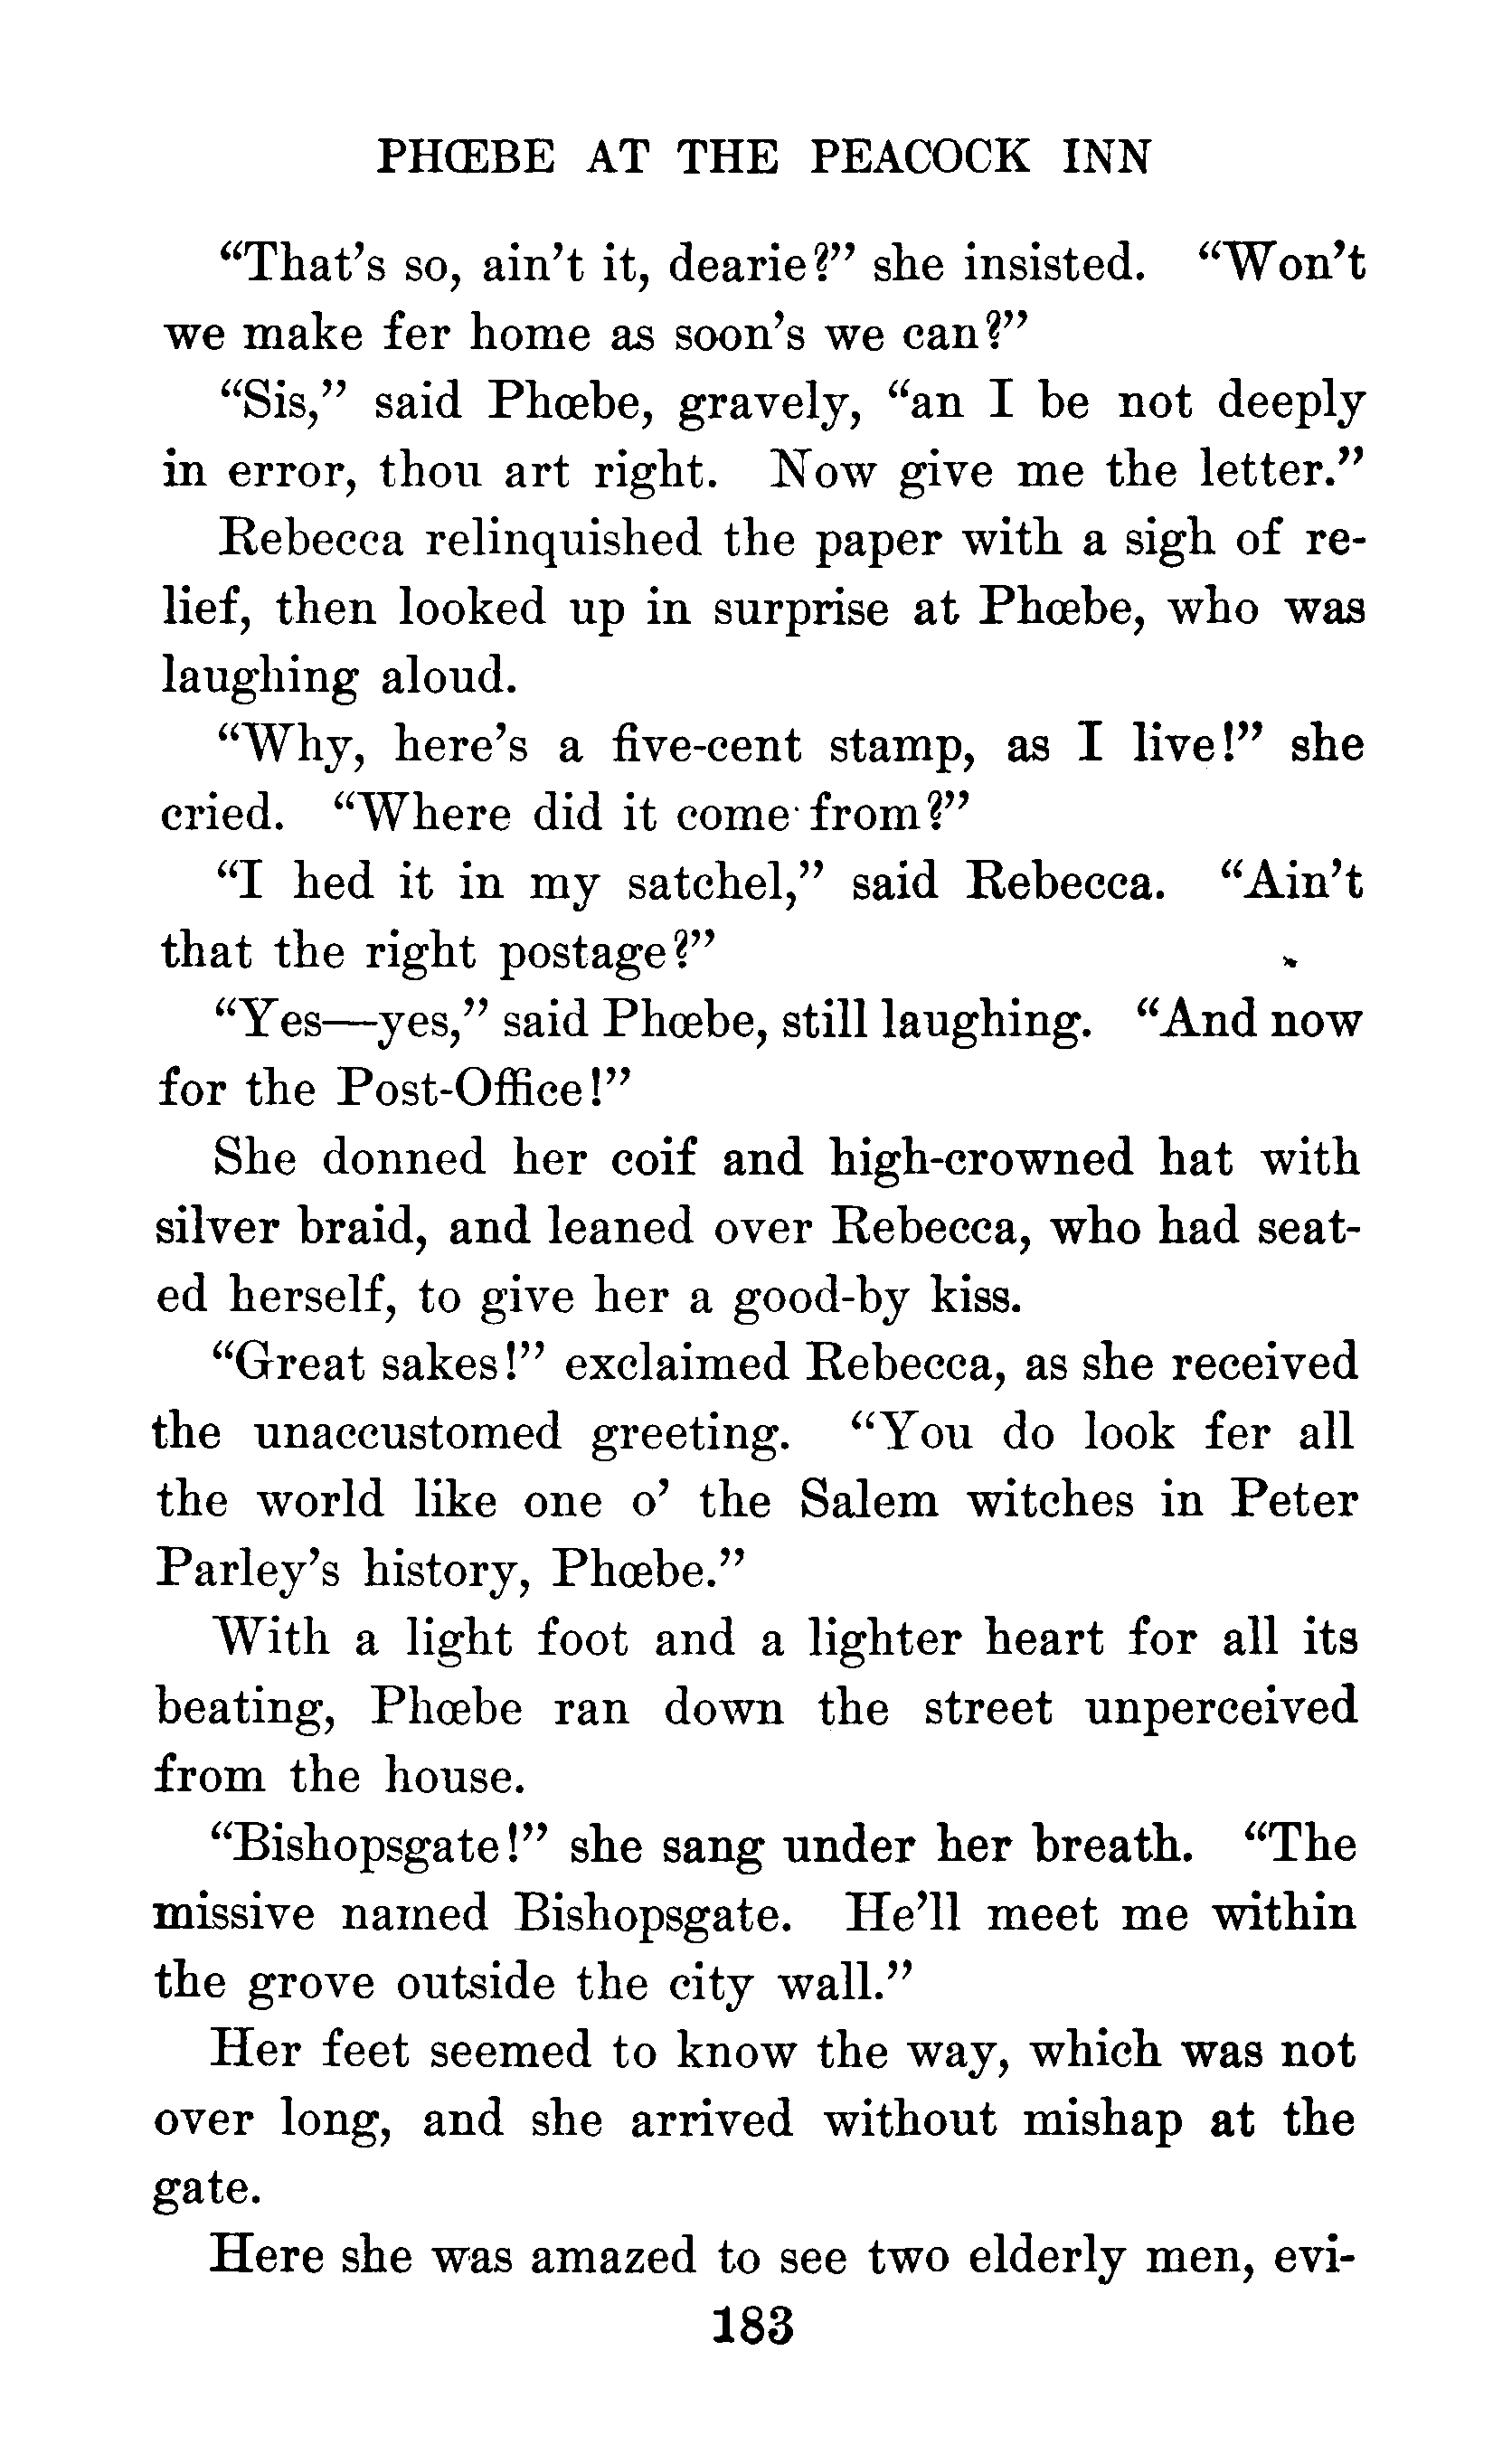 PHŒBE AT THE PEACOCK INN
“That’s so, ain’t it, dearie?” she insisted. “Won’t
we make fer home as soon’s we can?”
“Sis,” said Phœbe, gravely, “an I be not deeply
in error, thou art right. Now give me the letter.”
Rebecca relinquished the paper with a sigh of re-
lief, then looked up in surprise at Phœbe, who was
laughing aloud.
“Why, here’s a five-cent stamp, as I live!” she
cried. “Where did it come from?”
“I hed it in my satchel,” said Rebecca. “Ain’t
that the right postage?”
“Yes—yes,” said Phœbe, still laughing. “And now
for the Post-Office!”
She donned her coif and high-crowned hat with
silver braid, and leaned over Rebecca, who had seat-
ed herself, to give her a good-by kiss.
“Great sakes!” exclaimed Rebecca, as she received
the unaccustomed greeting. “You do look fer all
the world like one o’ the Salem witches in Peter
Parley’s history, Phœbe.”
With a light foot and a lighter heart for all its
beating, Phœbe ran down the street unperceived
from the house.
“Bishopsgate!” she sang under her breath. “The
missive named Bishopsgate. He’ll meet me within
the grove outside the city wall.”
Her feet seemed to know the way, which was not
over long, and she arrived without mishap at the
gate.
Here she was amazed to see two elderly men, evi-
183